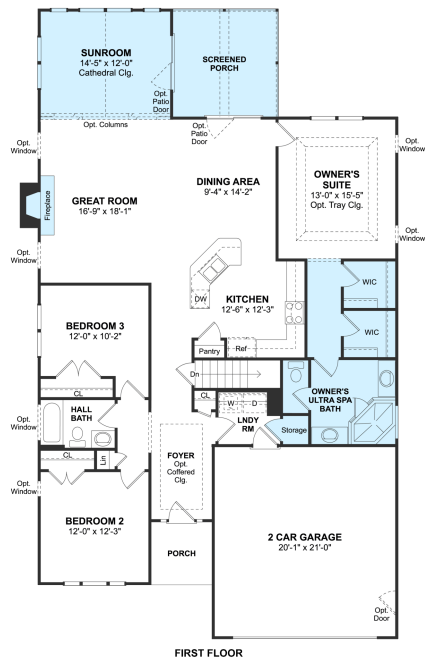 SUNROOM
14'-5" x 12'-0"
Cathedral Clg.
SCREENED
PORCH
Opt.
Patio
Door
Opt. Columns
Opt.
Patio
Door
Opt.
Window
Opt.
Window
OWNER'S
SUITE
13'-0" x 15'-5"
Opt. Tray Clg.
DINING AREA
9'-4" x 14'-2"
Fireplace
GREAT ROOM
16'-9" x 18'-1"
Opt.
Window
Opt.
Window
WIC
DW
KITCHEN
12'-6" x 12'-3"
BEDROOM 3
12'-0" x 10'-2"
WIC
Pantry
Ref
Dn
CL
CL
OWNER'S
ULTRA SPA
BATH
HALL
BATH
W
D
LNDY
RM
Storage
Opt.
Window
CL
Lin
FOYER
Opt.
Coffered
Clg.
Opt.
Window
BEDROOM 2
12'-0" x 12'-3"
PORCH
2 CAR GARAGE
20'-1" x 21'-0"
Opt.
Door
FIRST FLOOR